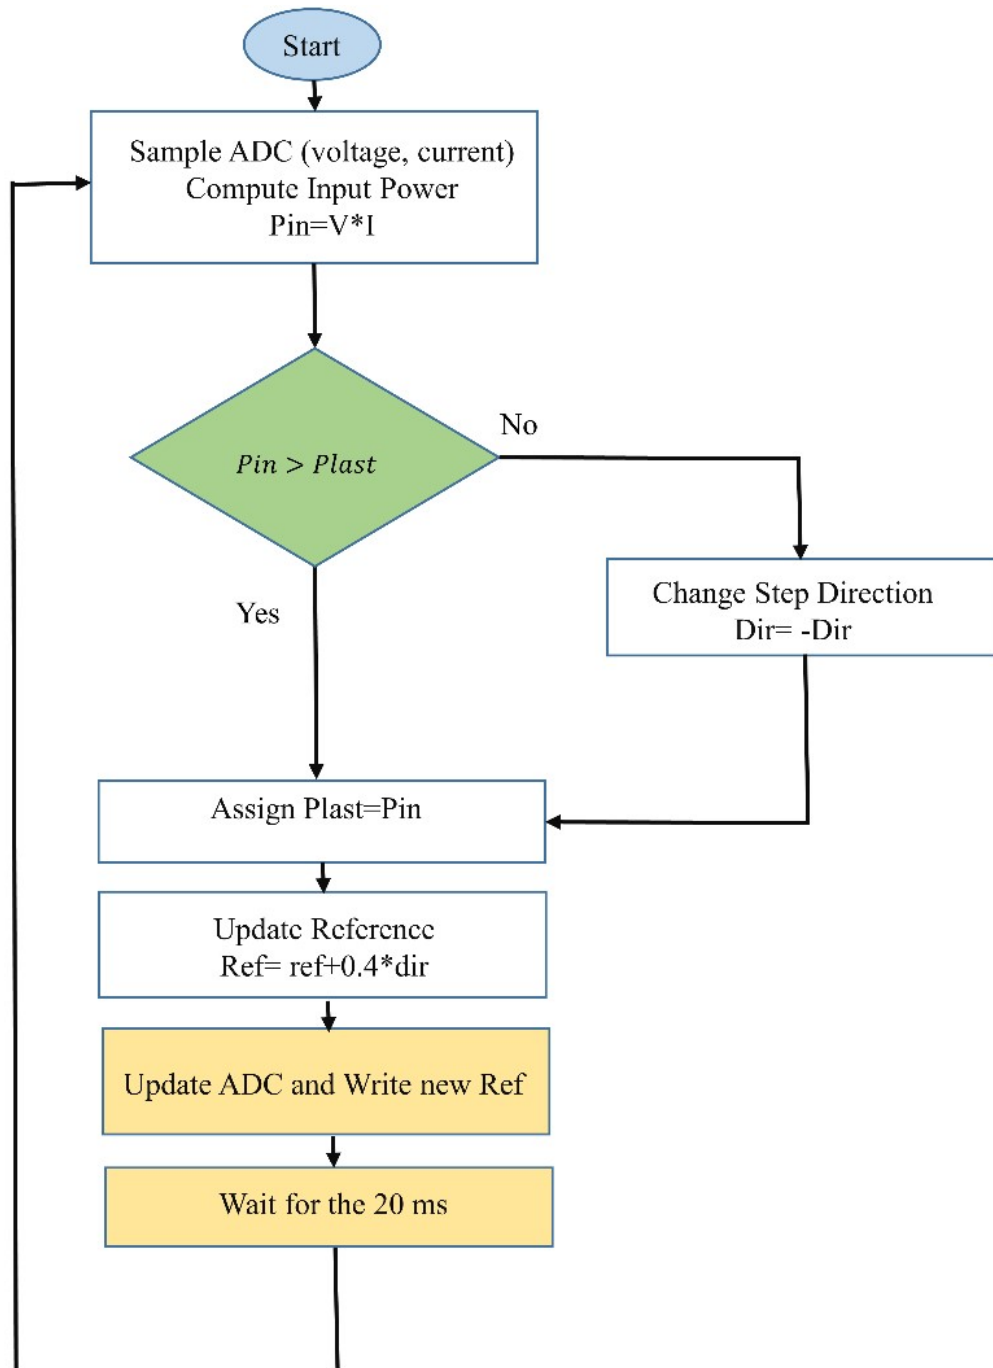 Start
Sample ADC (voltage, current)
Compute Input Power
Pin=V*I
Pin > Plast
No
Yes
Change Step Direction
Dir= -Dir
Assign Plast=Pin
Update Reference
Ref= ref+0.4*dir
Update ADC and Write new Ref
Wait for the 20 ms